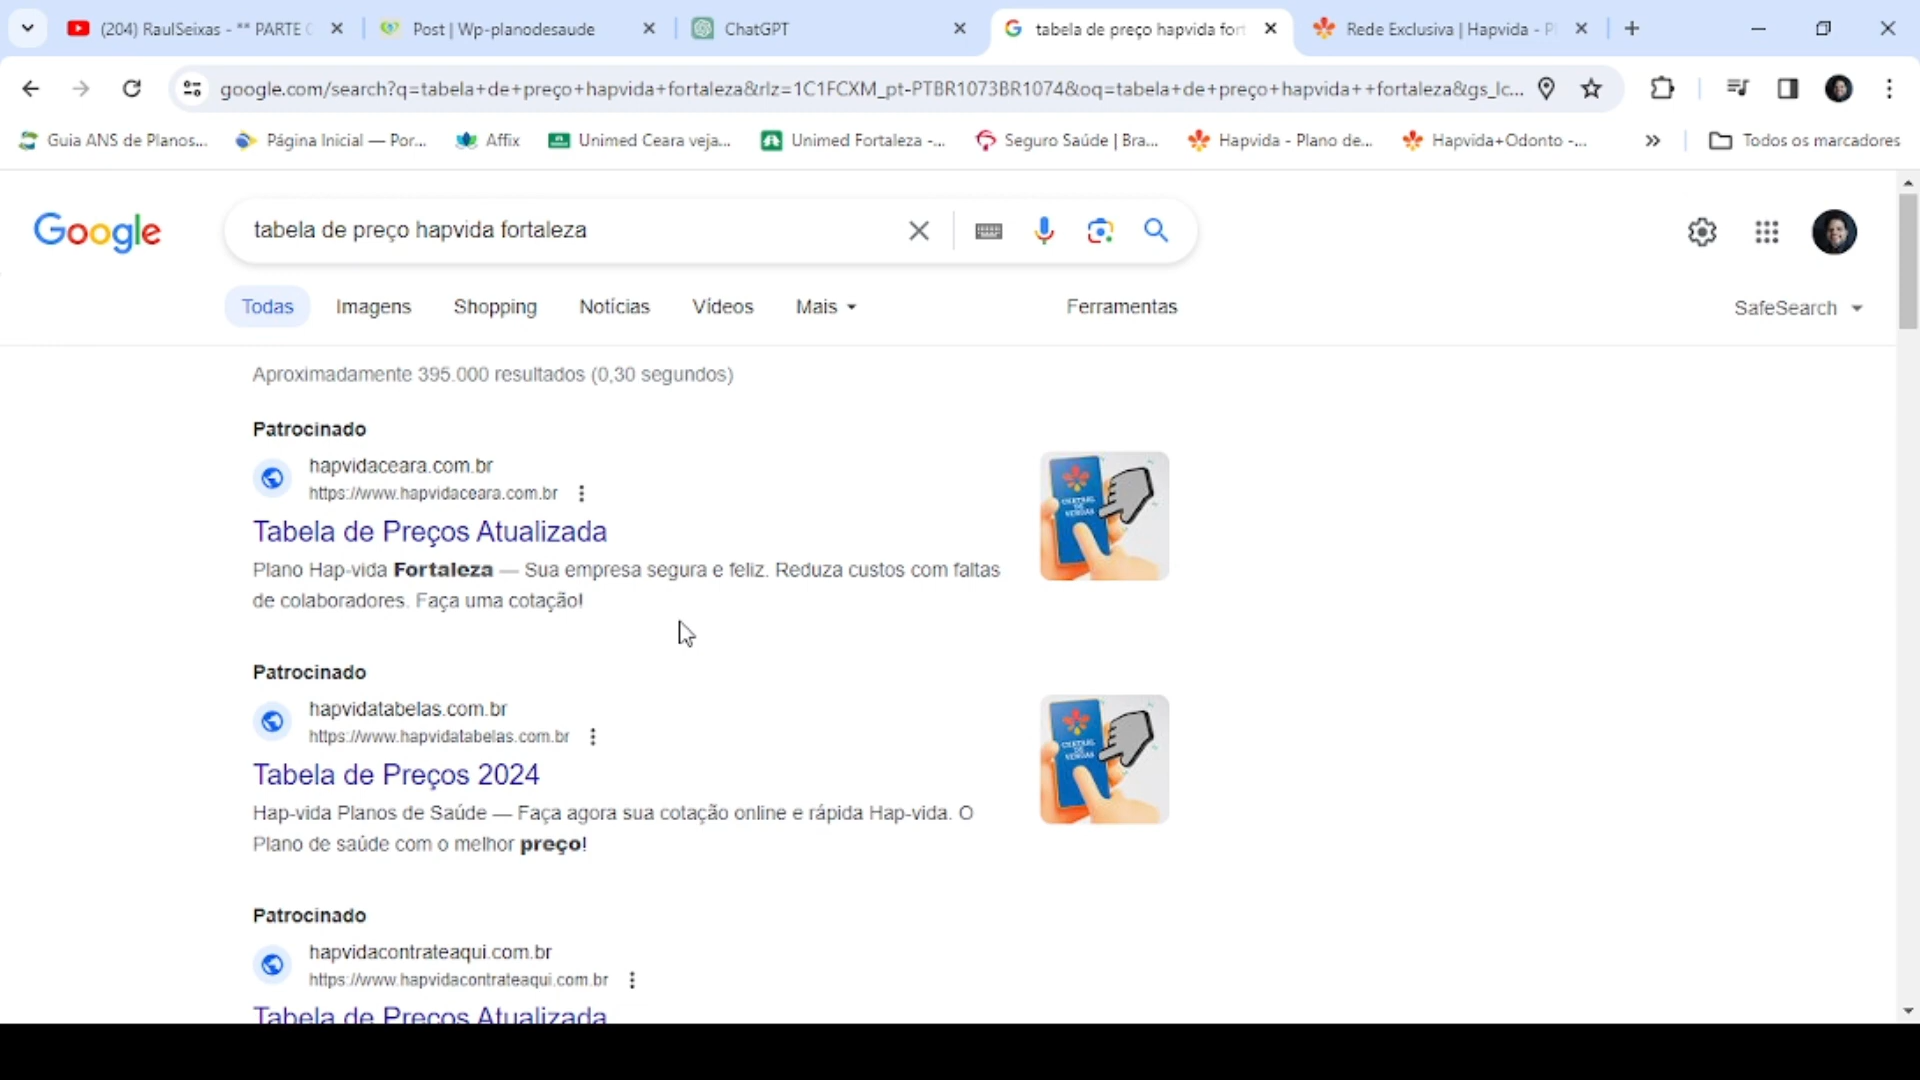 (204) RaulSeixas - ** PARTE
Post | Wp-planodesaude
ChatGPT
tabela de preço hapvida for
Rede Exclusiva | Hapvida - P
google.com/search?q=tabela+de+preço+hapvida+fortaleza&rlz=1C1FCXM_pt-PTBR1073BR1074&oq=tabela+de+preço+hapvida++fortaleza&gs_lc...
Guia ANS de Planos...
Página Inicial — Por...
Affix
Unimed Ceara veja...
Unimed Fortaleza -...
Seguro Saúde | Bra...
Hapvida - Plano de...
Hapvida+Odonto -...
Todos os marcadores
Google
tabela de preço hapvida fortaleza
Todas
Imagens
Shopping
Notícias
Vídeos
Mais
Ferramentas
SafeSearch
Aproximadamente 395.000 resultados (0,30 segundos)
Patrocinado
hapvidaceara.com.br
https://www.hapvidaceara.com.br
Tabela de Preços Atualizada
Plano Hap-vida Fortaleza — Sua empresa segura e feliz. Reduza custos com faltas
de colaboradores. Faça uma cotação!
CENTRAL
DE
VENDAS
Patrocinado
hapvidatabelas.com.br
https://www.hapvidatabelas.com.br
Tabela de Preços 2024
Hap-vida Planos de Saúde — Faça agora sua cotação online e rápida Hap-vida. O
Plano de saúde com o melhor preço!
CENTRAL
DE
VENDAS
Patrocinado
hapvidacontrateaqui.com.br
https://www.hapvidacontrateaqui.com.br
Tabela de Preços Atualizada